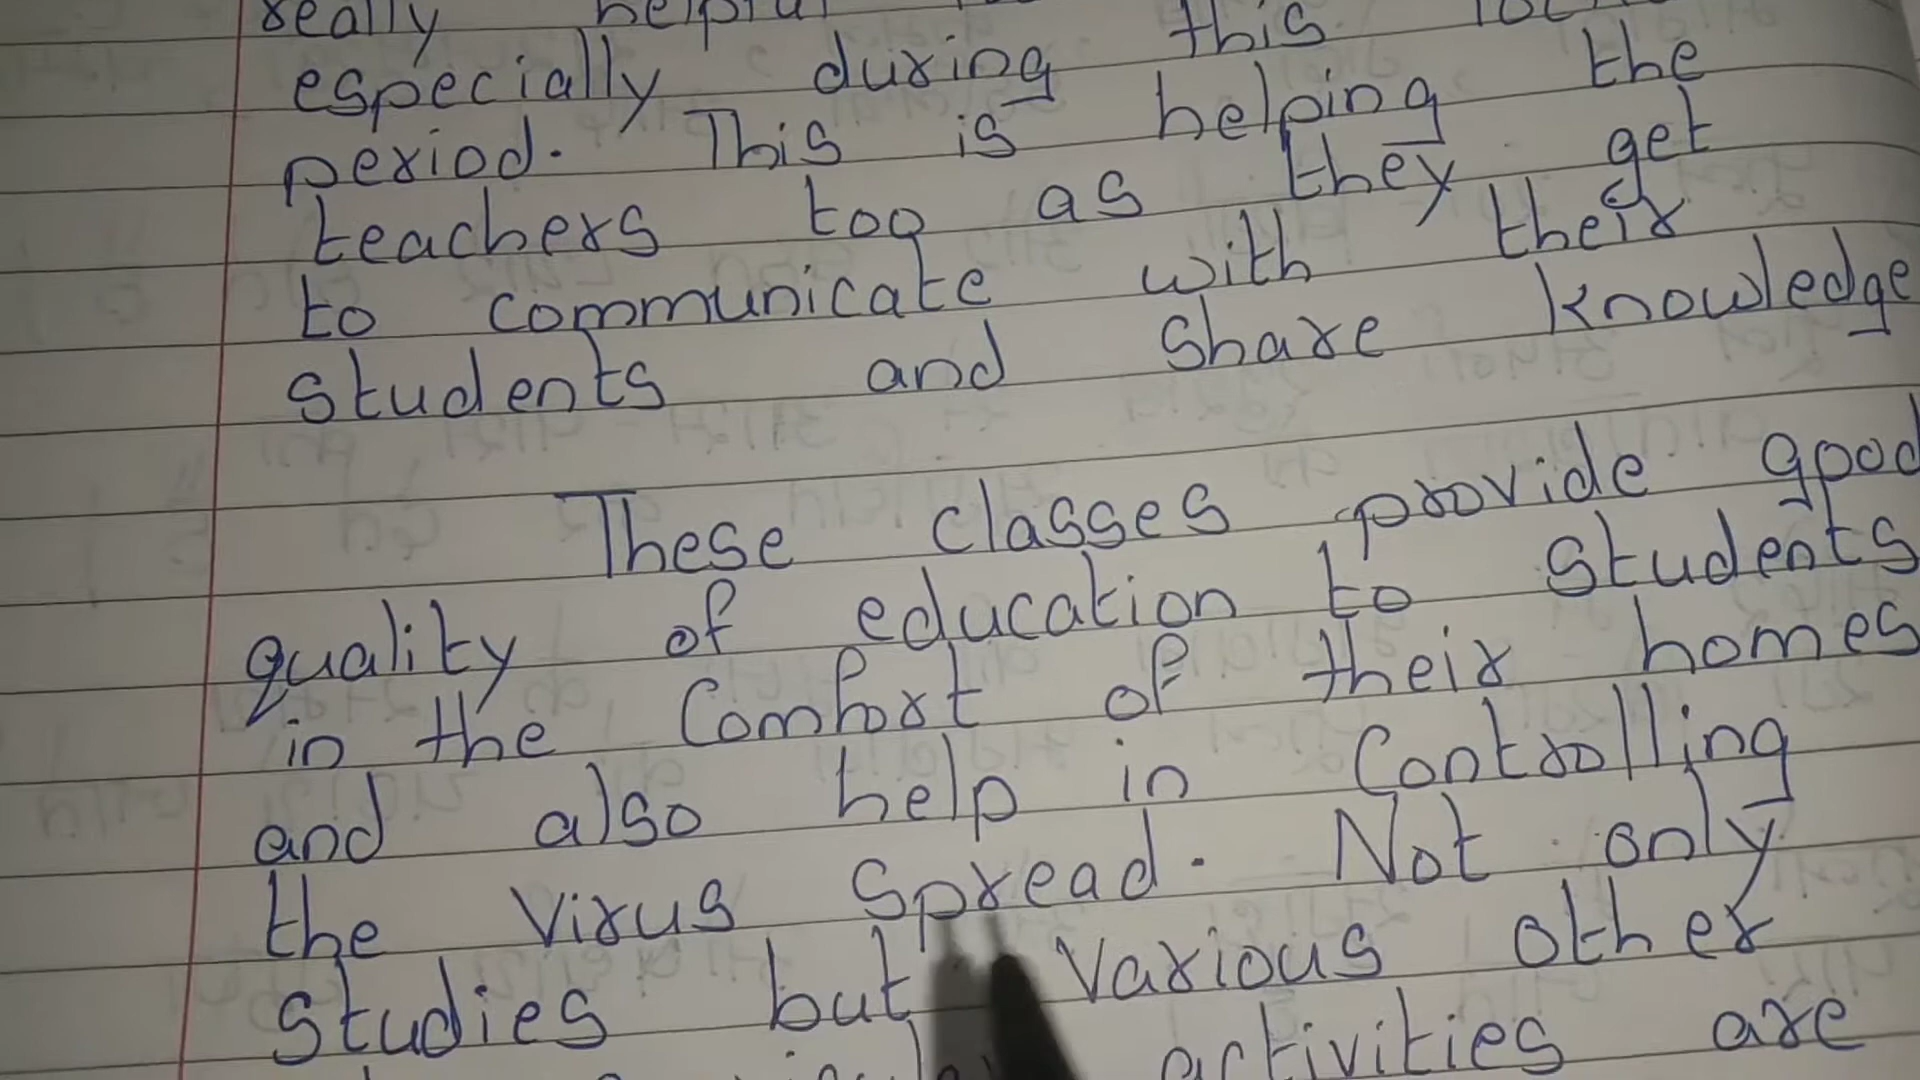 really helpful
especially during this
period. This is helping the
teachers too as they get
to communicate with their
students and share knowledge
These classes provide good
quality of education to students
in the Comfort of their homes
and also help in Controlling
the Virus Spread. Not only
studies but various other
activities are